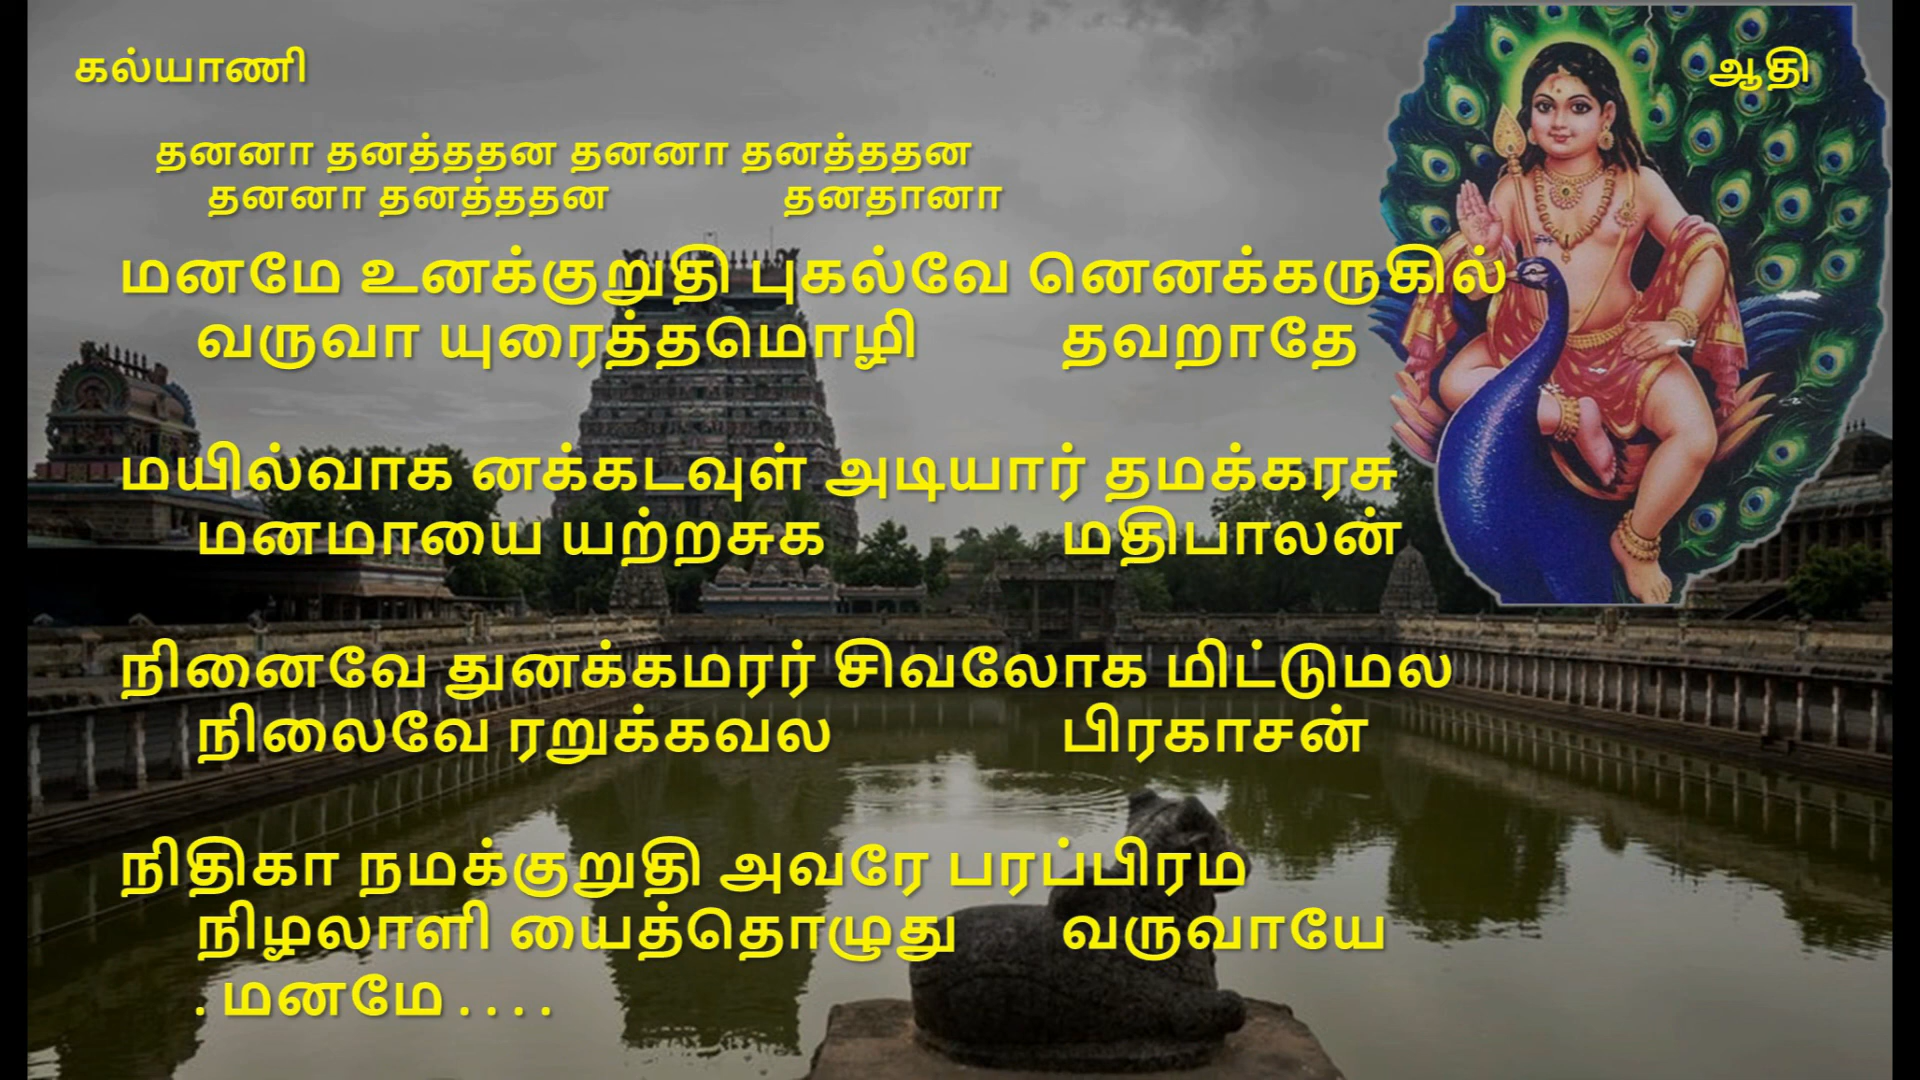 கல்யாணி ஆதி
தனனா தனத்ததன தனனா தனத்ததன
தனனா தனத்ததன தனதானா
மனமே உனக்குறுதி புகல்வே னெனக்கருகில்
வருவா யுரைத்தமொழி தவறாதே
மயில்வாக னக்கடவுள் அடியார் தமக்கரசு
மனமாயை யற்றசுக மதிபாலன்
நினைவே துனக்கமரர் சிவலோக மிட்டுமல
நிலைவே ரறுக்கவல பிரகாசன்
நிதிகா நமக்குறுதி அவரே பரப்பிரம
நிழலாளி யைத்தொழுது வருவாயே
. மனமே . . . .